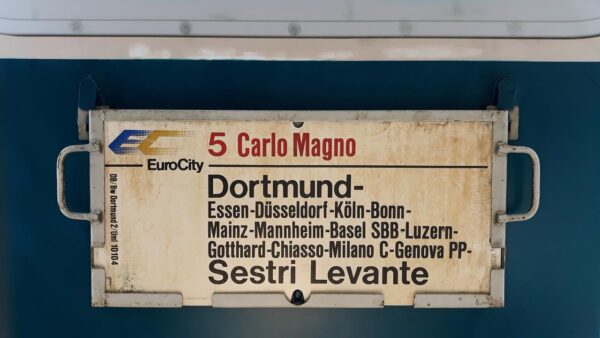 EC
EuroCity
5 Carlo Magno
Dortmund-
Essen-Düsseldorf-Köln-Bonn-
Mainz-Mannheim-Basel SBB-Luzern-
Gotthard-Chiasso-Milano C-Genova PP-
Sestri Levante